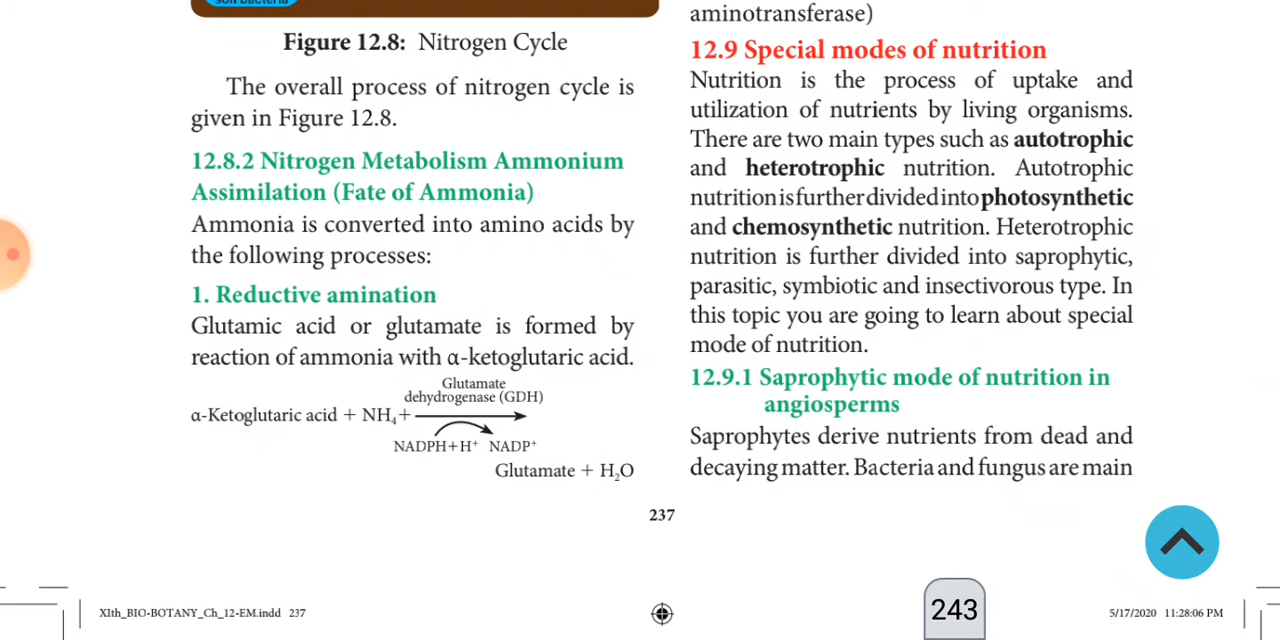 soil bacteria
Figure 12.8: Nitrogen Cycle
The overall process of nitrogen cycle is
given in Figure 12.8.
12.8.2 Nitrogen Metabolism Ammonium
Assimilation (Fate of Ammonia)
Ammonia is converted into amino acids by
the following processes:
1. Reductive amination
Glutamic acid or glutamate is formed by
reaction of ammonia with α-ketoglutaric acid.
Glutamate
dehydrogenase (GDH)
α-Ketoglutaric acid + NH₄+
NADPH+H⁺ NADP⁺
Glutamate + H₂O
aminotransferase)
12.9 Special modes of nutrition
Nutrition is the process of uptake and
utilization of nutrients by living organisms.
There are two main types such as autotrophic
and heterotrophic nutrition. Autotrophic
nutrition is further divided into photosynthetic
and chemosynthetic nutrition. Heterotrophic
nutrition is further divided into saprophytic,
parasitic, symbiotic and insectivorous type. In
this topic you are going to learn about special
mode of nutrition.
12.9.1 Saprophytic mode of nutrition in
angiosperms
Saprophytes derive nutrients from dead and
decaying matter. Bacteria and fungus are main
237
XIth_BIO-BOTANY_Ch_12-EM.indd 237
243
5/17/2020 11:28:06 PM